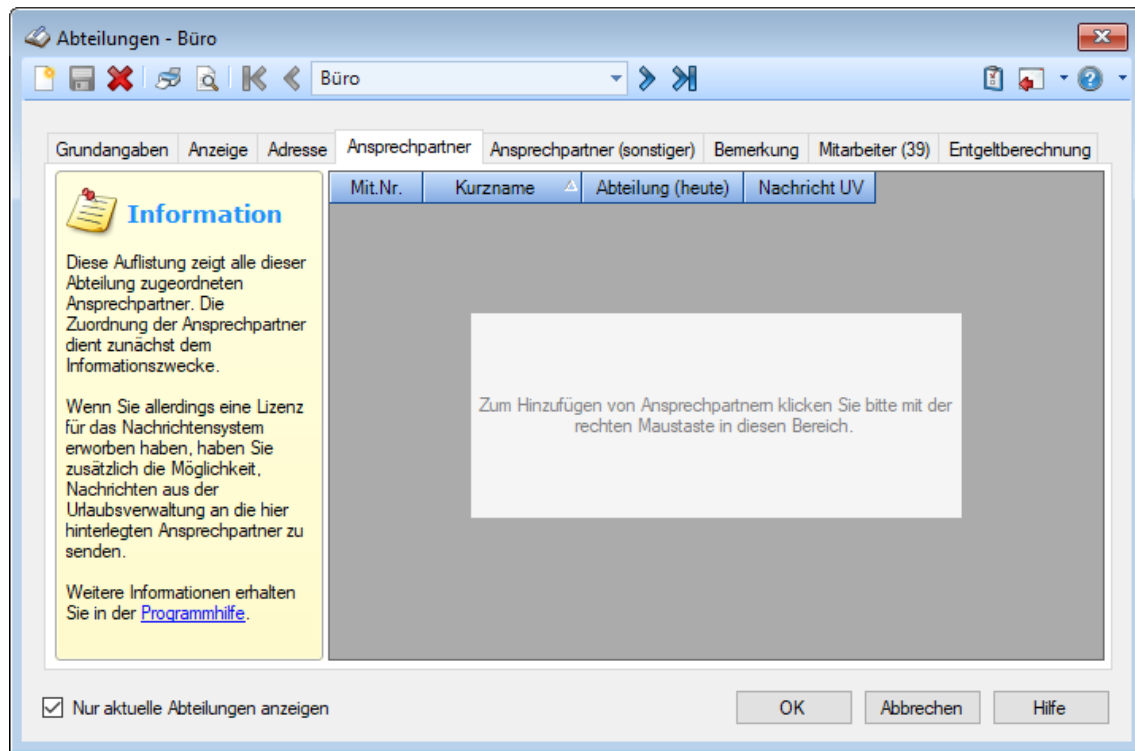 Abteilungen - Büro
Büro
Grundangaben Anzeige Adresse Ansprechpartner Ansprechpartner (sonstiger) Bemerkung Mitarbeiter (39) Entgeltberechnung
Information
Diese Auflistung zeigt alle dieser
Abteilung zugeordneten
Ansprechpartner. Die
Zuordnung der Ansprechpartner
dient zunächst dem
Informationszwecke.
Wenn Sie allerdings eine Lizenz
für das Nachrichtensystem
erworben haben, haben Sie
zusätzlich die Möglichkeit,
Nachrichten aus der
Urlaubsverwaltung an die hier
hinterlegten Ansprechpartner zu
senden.
Weitere Informationen erhalten
Sie in der Programmhilfe.
Mit.Nr. Kurzname Abteilung (heute) Nachricht UV
Zum Hinzufügen von Ansprechpartnern klicken Sie bitte mit der
rechten Maustaste in diesen Bereich.
Nur aktuelle Abteilungen anzeigen
OK Abbrechen Hilfe